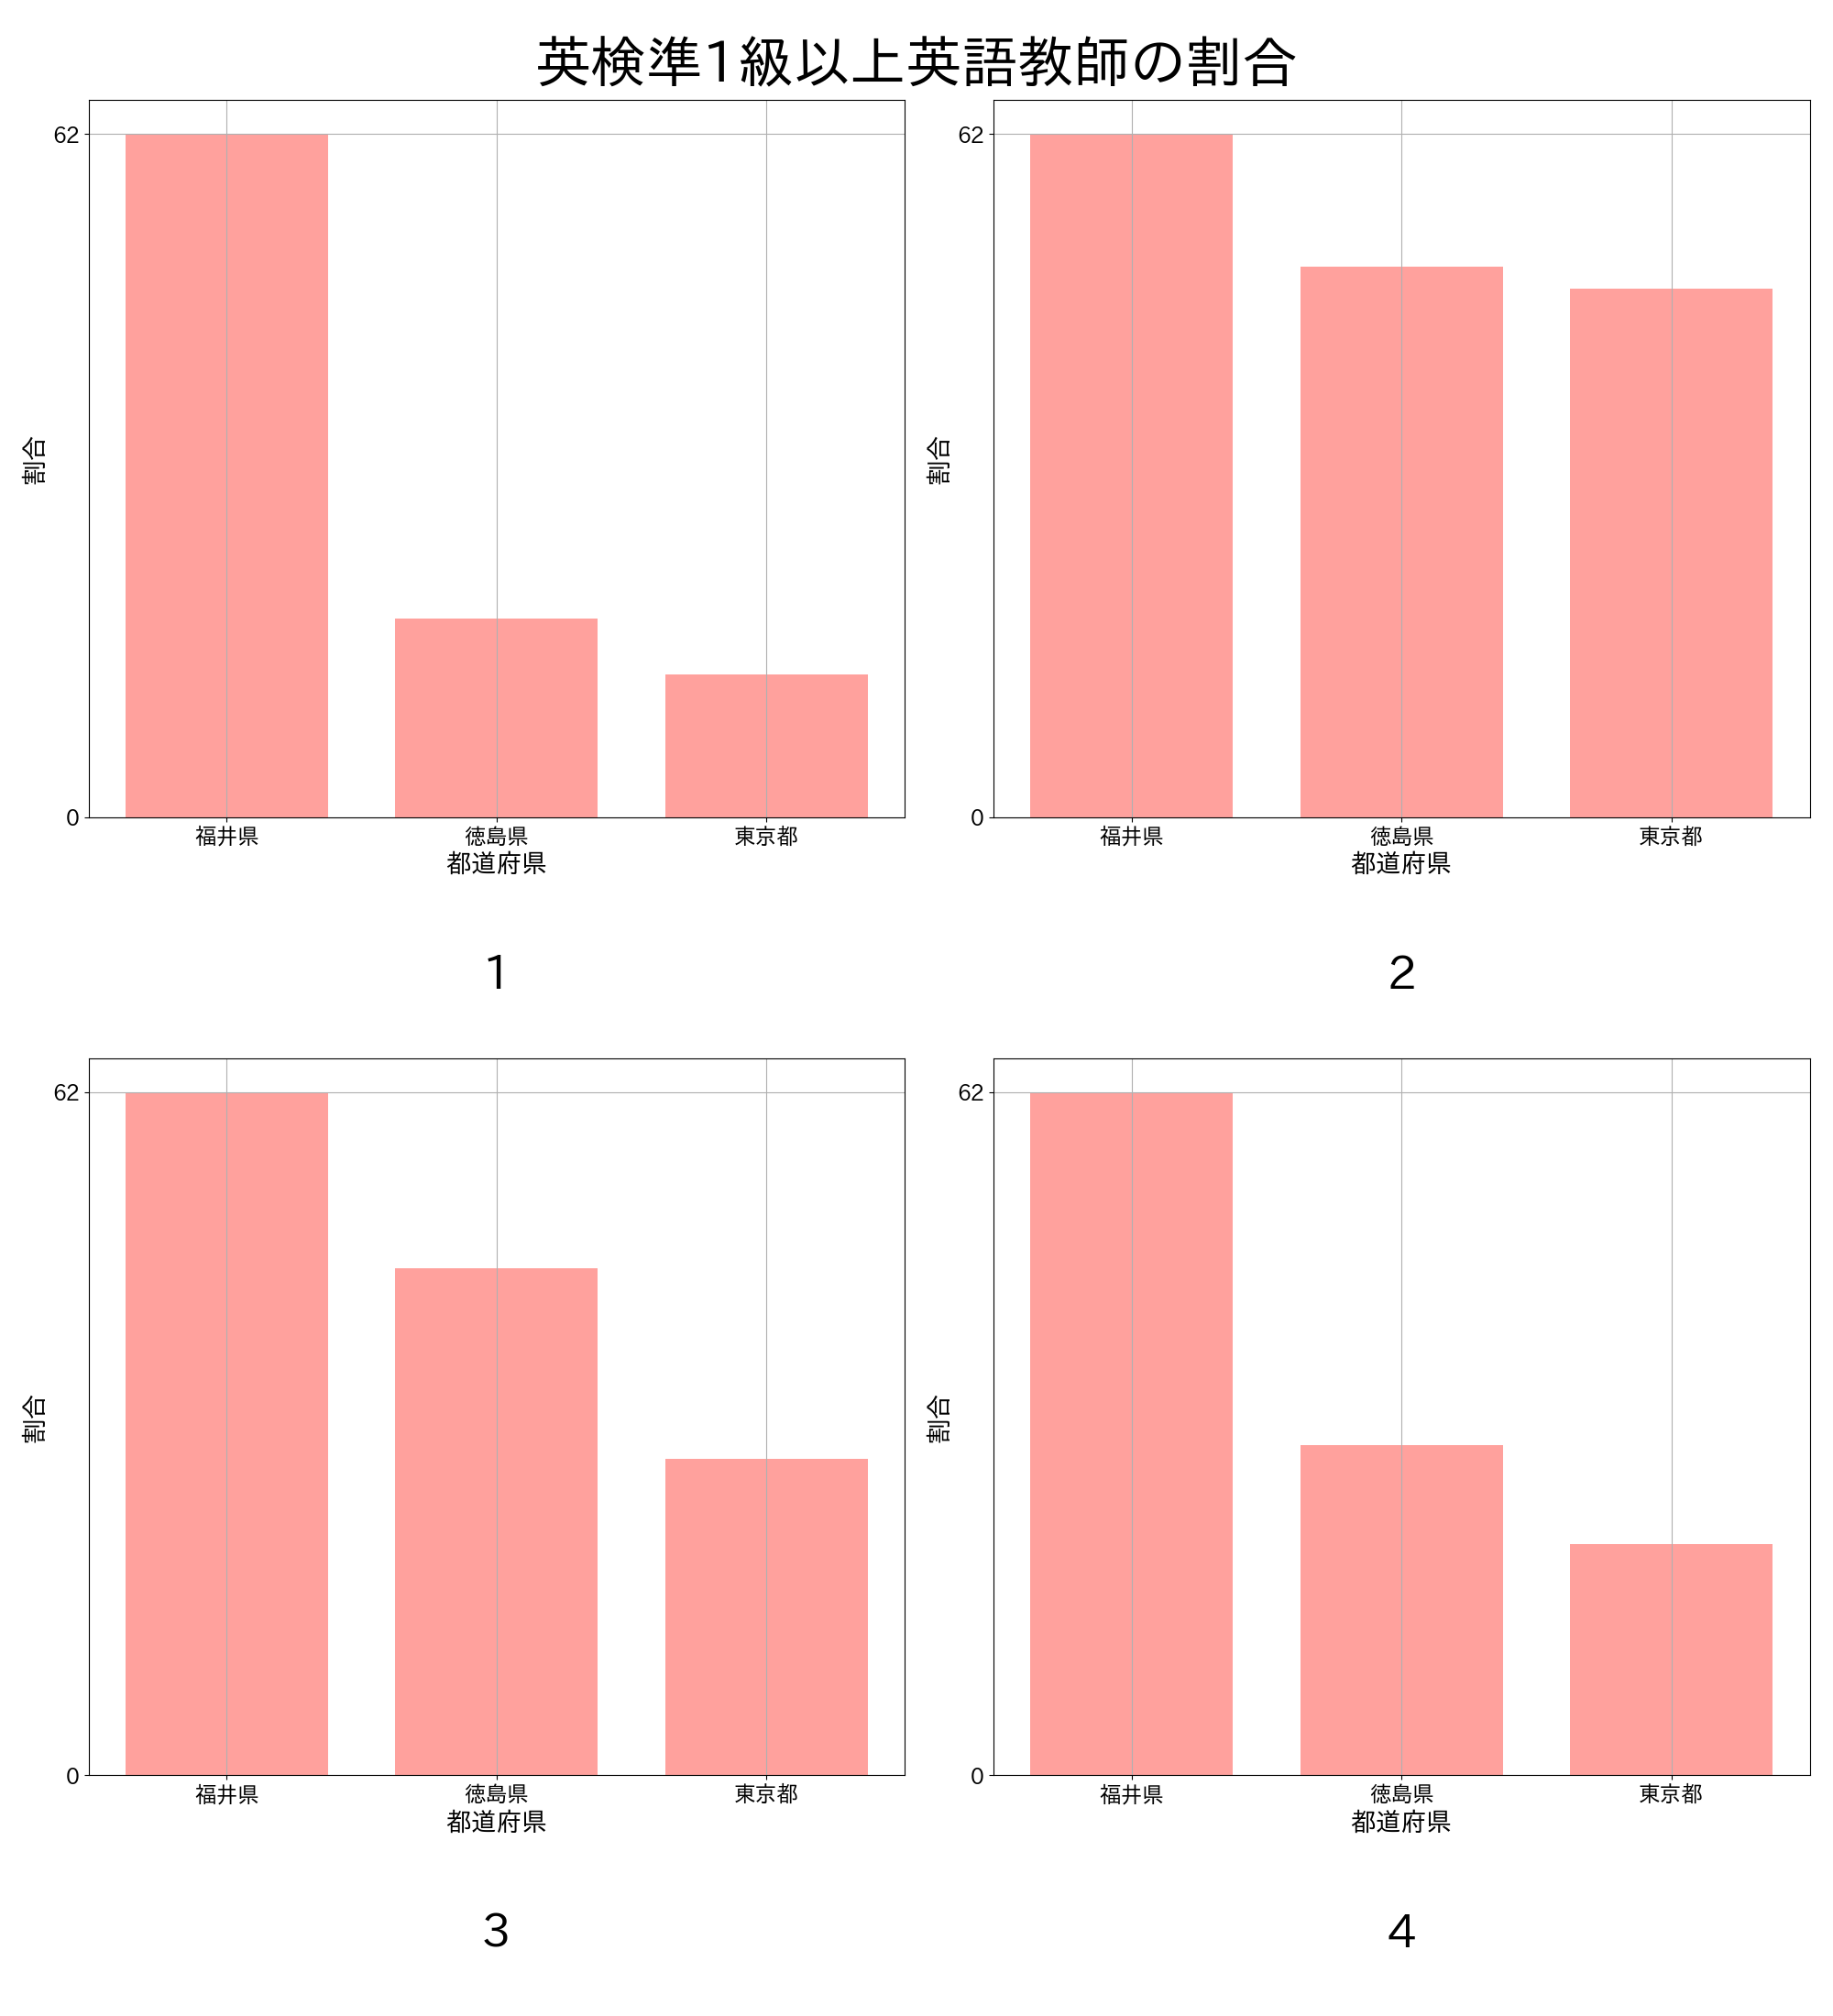 英検準1級以上英語教師の割合
62
0
割合
福井県 徳島県 東京都
都道府県
1
62
0
割合
福井県 徳島県 東京都
都道府県
2
62
0
割合
福井県 徳島県 東京都
都道府県
3
62
0
割合
福井県 徳島県 東京都
都道府県
4